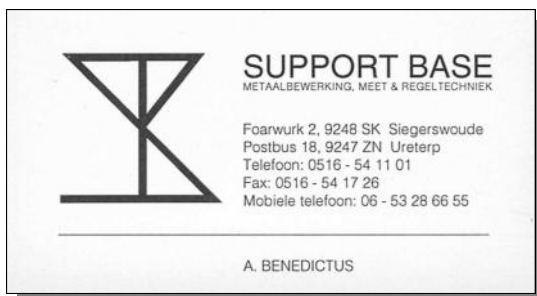 SUPPORT BASE
METAALBEWERKING, MEET & REGELTECHNIEK
Foarwurk 2, 9248 SK Siegerswoude
Postbus 18, 9247 ZN Ureterp
Telefoon: 0516 - 54 11 01
Fax: 0516 - 54 17 26
Mobiele telefoon: 06 - 53 28 66 55
A. BENEDICTUS